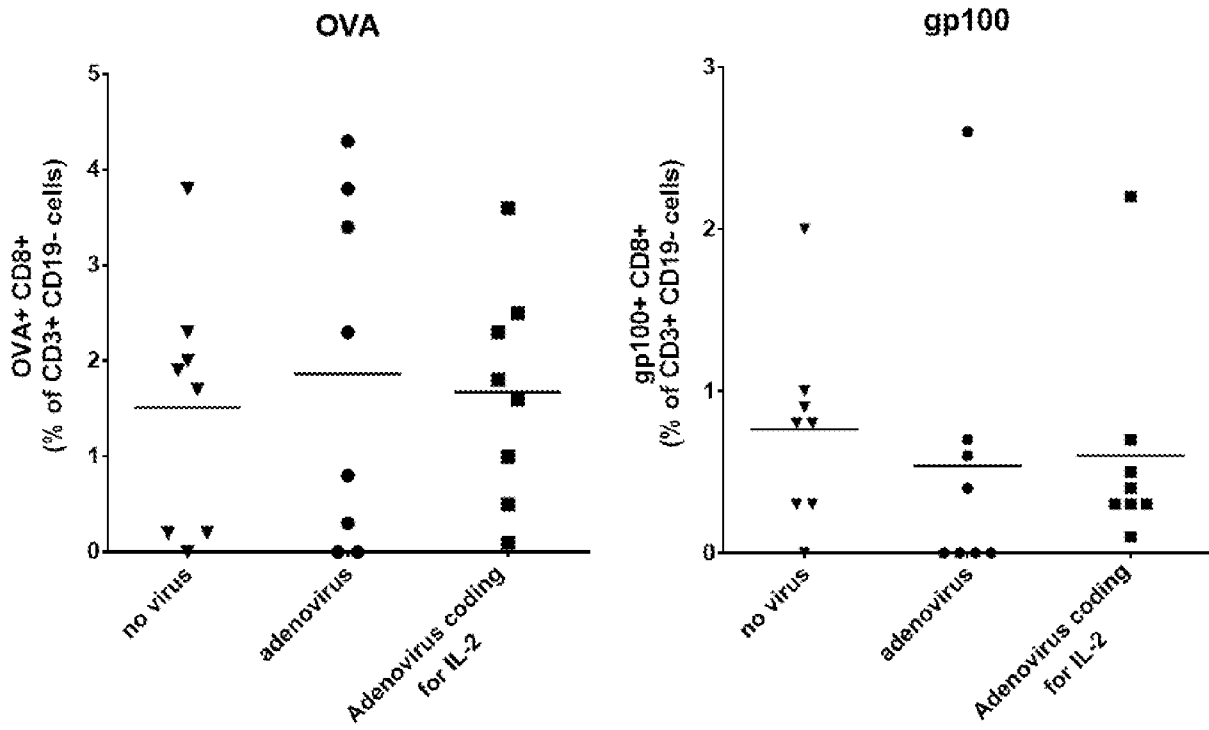 OVA
OVA+ CD8+
(% of CD3+ CD19- cells)
5
4
3
2
1
0
no virus
adenovirus
Adenovirus coding
for IL-2
gp100
gp100+ CD8+
(% of CD3+ CD19- cells)
3
2
1
0
no virus
adenovirus
Adenovirus coding
for IL-2